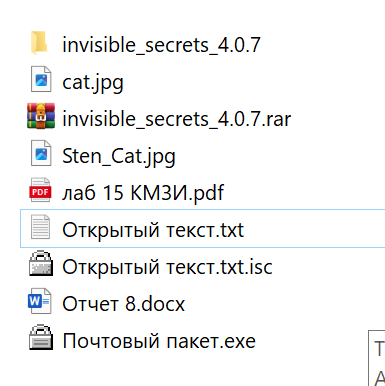 invisible_secrets_4.0.7
cat.jpg
invisible_secrets_4.0.7.rar
Sten_Cat.jpg
PDF
лаб 15 КМЗИ.pdf
Открытый текст.txt
Открытый текст.txt.isc
W
Отчет 8.docx
Почтовый пакет.exe
T
A